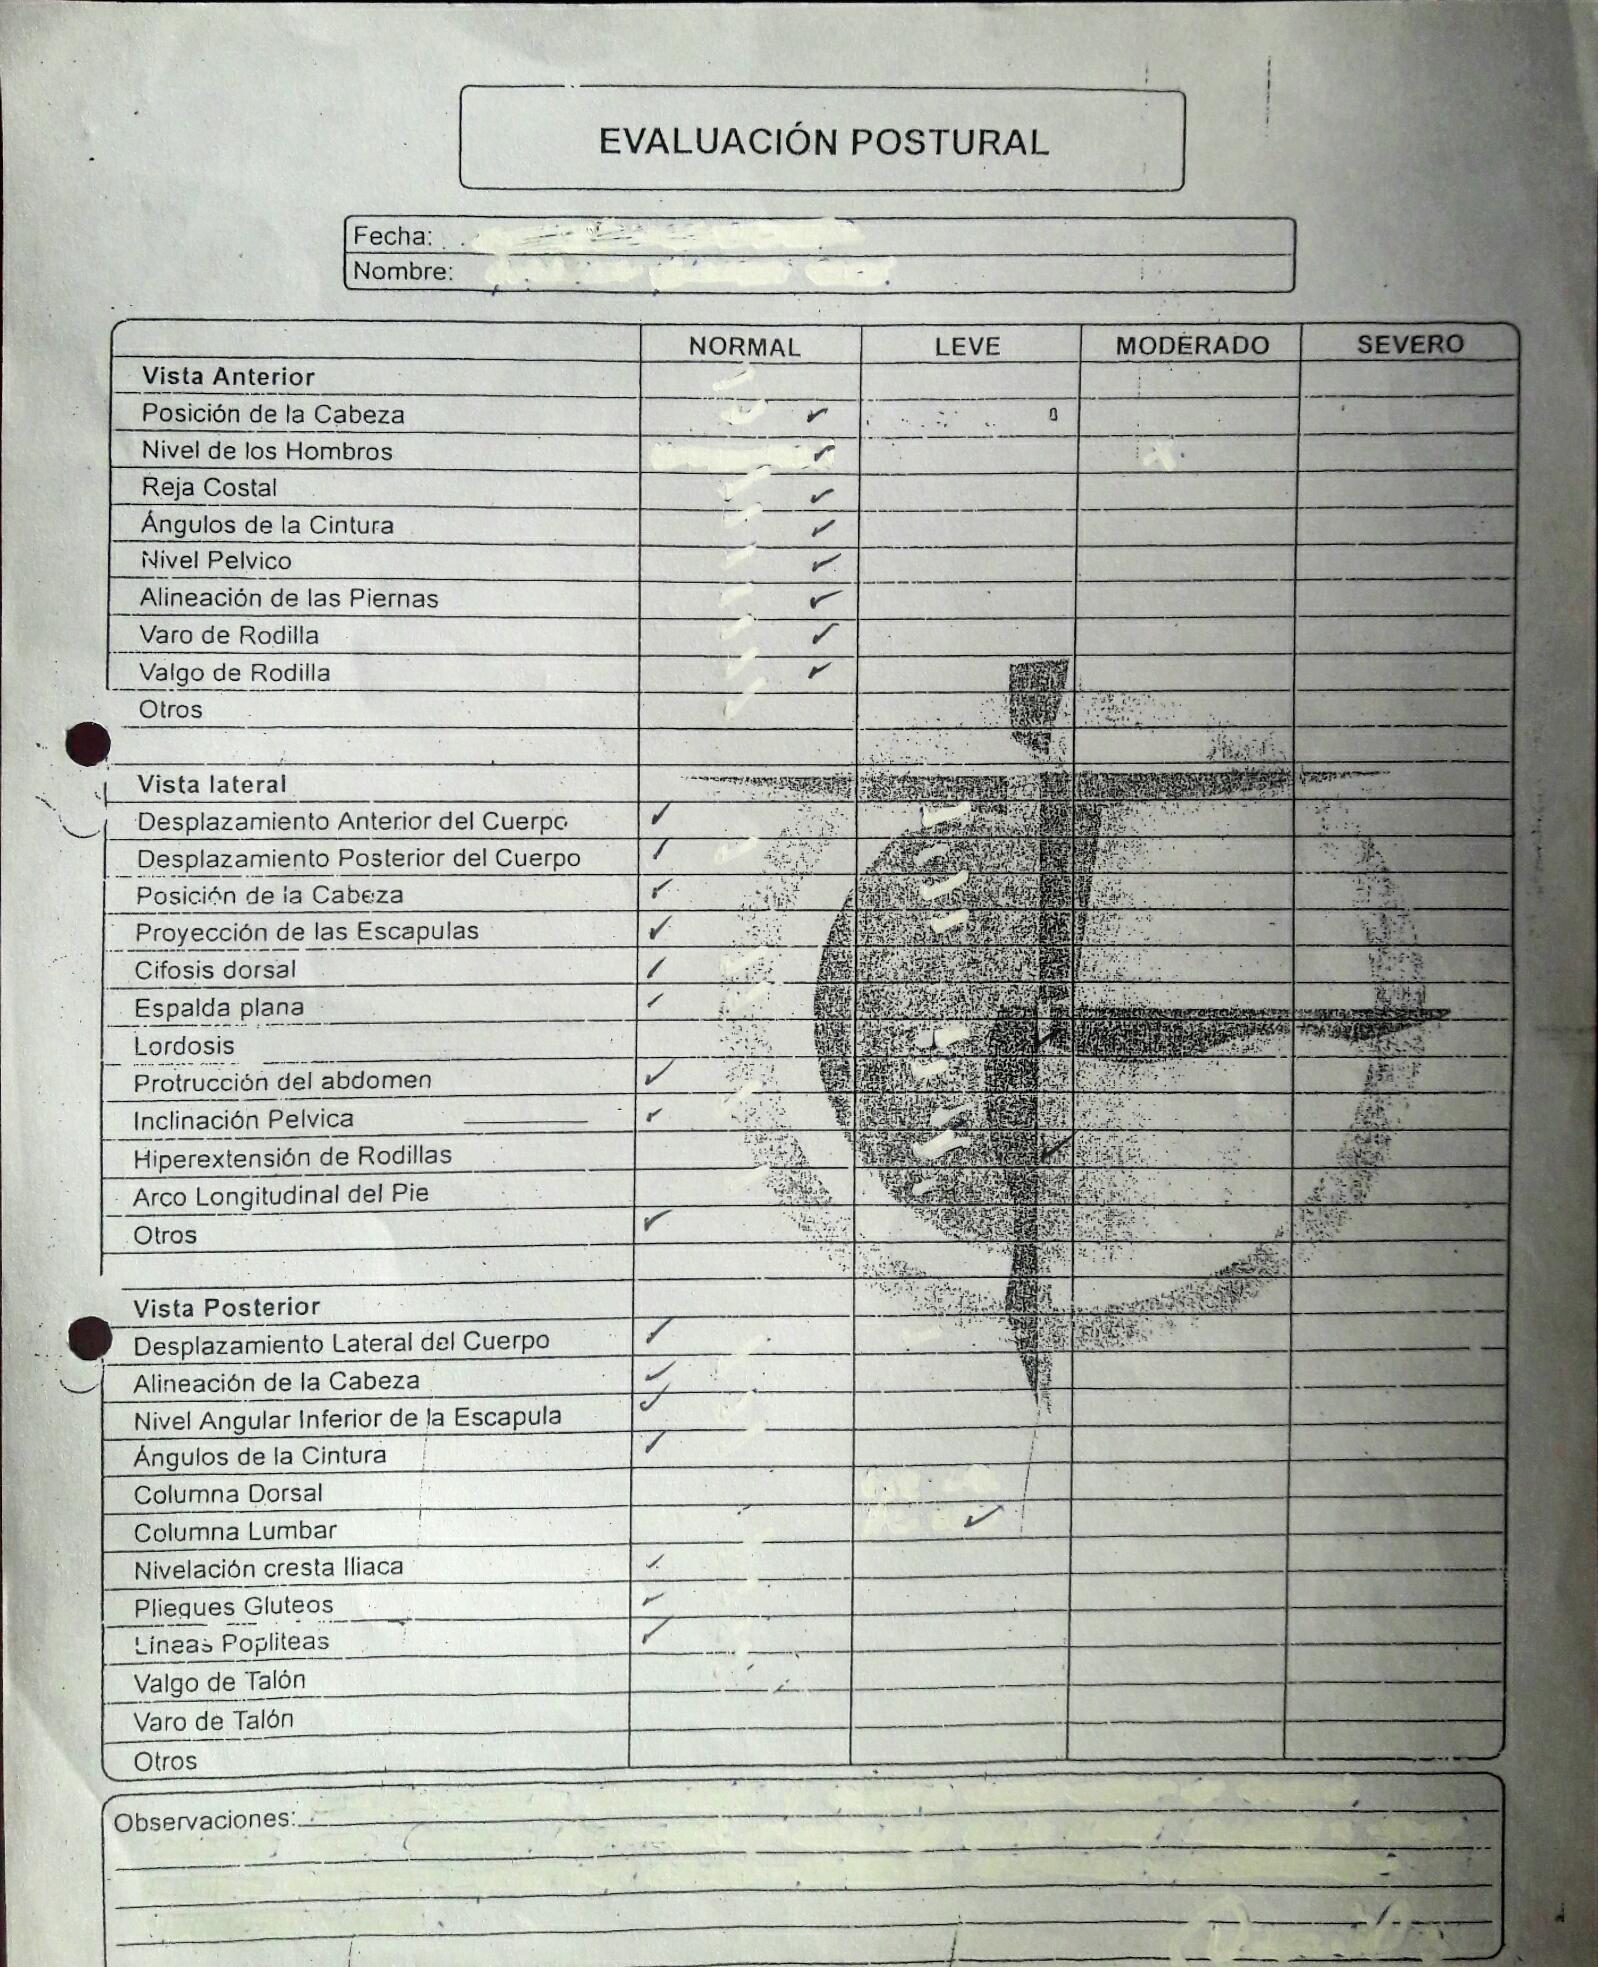 EVALUACIÓN POSTURAL
Fecha:
Nombre:
NORMAL LEVE MODERADO SEVERO
Vista Anterior
Posición de la Cabeza ✓
Nivel de los Hombros ✓
Reja Costal ✓
Ángulos de la Cintura ✓
Nivel Pelvico ✓
Alineación de las Piernas ✓
Varo de Rodilla ✓
Valgo de Rodilla ✓
Otros
Vista lateral
Desplazamiento Anterior del Cuerpo ✓
Desplazamiento Posterior del Cuerpo ✓
Posición de la Cabeza ✓
Proyección de las Escapulas ✓
Cifosis dorsal ✓
Espalda plana ✓
Lordosis ✓
Protrucción del abdomen ✓
Inclinación Pelvica ✓
Hiperextensión de Rodillas ✓
Arco Longitudinal del Pie
Otros ✓
Vista Posterior
Desplazamiento Lateral del Cuerpo ✓
Alineación de la Cabeza ✓
Nivel Angular Inferior de la Escapula ✓
Ángulos de la Cintura ✓
Columna Dorsal
Columna Lumbar ✓
Nivelación cresta Iliaca ✓
Pliegues Gluteos ✓
Líneas Popliteas ✓
Valgo de Talón
Varo de Talón
Otros
Observaciones: